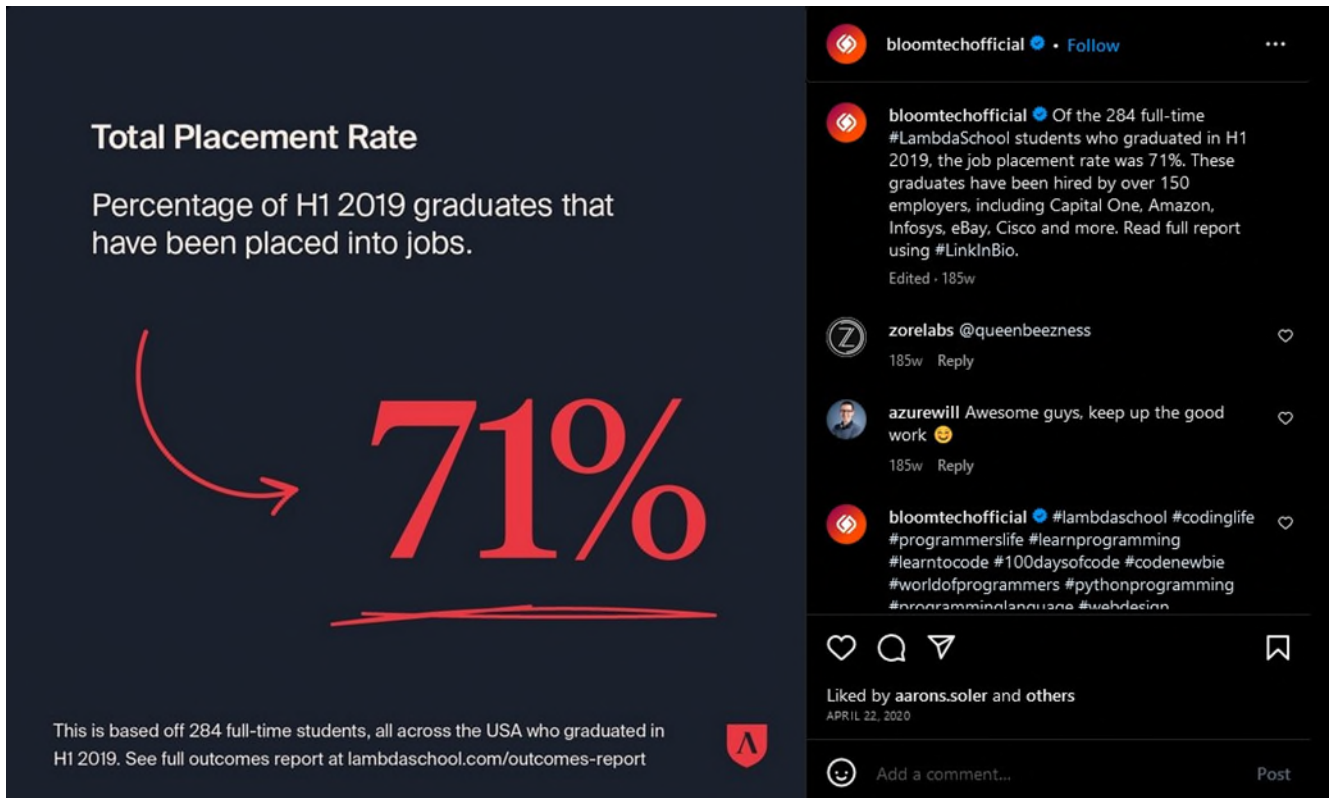 Total Placement Rate
Percentage of H1 2019 graduates that
have been placed into jobs.
71%
This is based off 284 full-time students, all across the USA who graduated in
H1 2019. See full outcomes report at lambdaschool.com/outcomes-report
bloomtechofficial • Follow
bloomtechofficial Of the 284 full-time
#LambdaSchool students who graduated in H1
2019, the job placement rate was 71%. These
graduates have been hired by over 150
employers, including Capital One, Amazon,
Infosys, eBay, Cisco and more. Read full report
using #LinkInBio.
Edited · 185w
zorelabs @queenbeezness
185w Reply
azurewill Awesome guys, keep up the good
work 😊
185w Reply
bloomtechofficial #lambdaschool #codinglife
#programmerslife #learnprogramming
#learntocode #100daysofcode #codenewbie
#worldofprogrammers #pythonprogramming
#programminglanguage #webdesign
Liked by aarons.soler and others
APRIL 22, 2020
Add a comment... Post